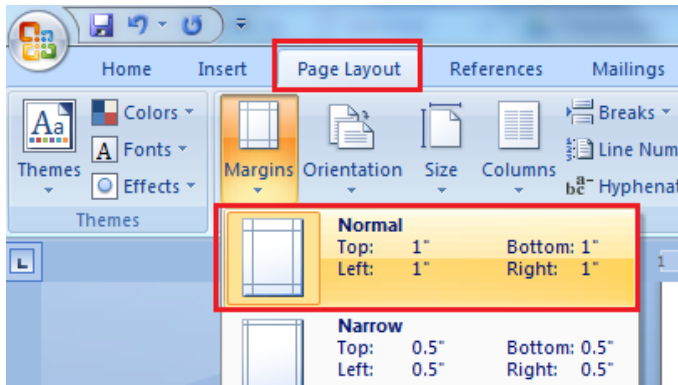 Home Insert Page Layout References Mailings
Aa Colors
A Fonts
Effects
Themes
Themes
Margins Orientation Size Columns
Breaks
Line Num
Hyphenat
Normal
Top: 1" Bottom: 1"
Left: 1" Right: 1"
1
Narrow
Top: 0.5" Bottom: 0.5"
Left: 0.5" Right: 0.5"